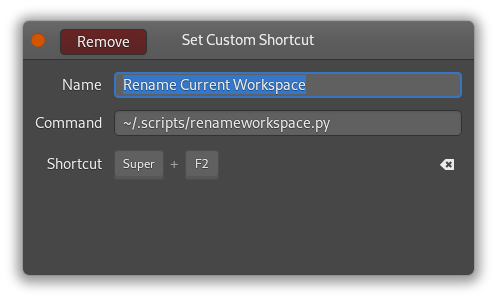 Remove Set Custom Shortcut
Name Rename Current Workspace
Command ~/.scripts/renameworkspace.py
Shortcut Super + F2